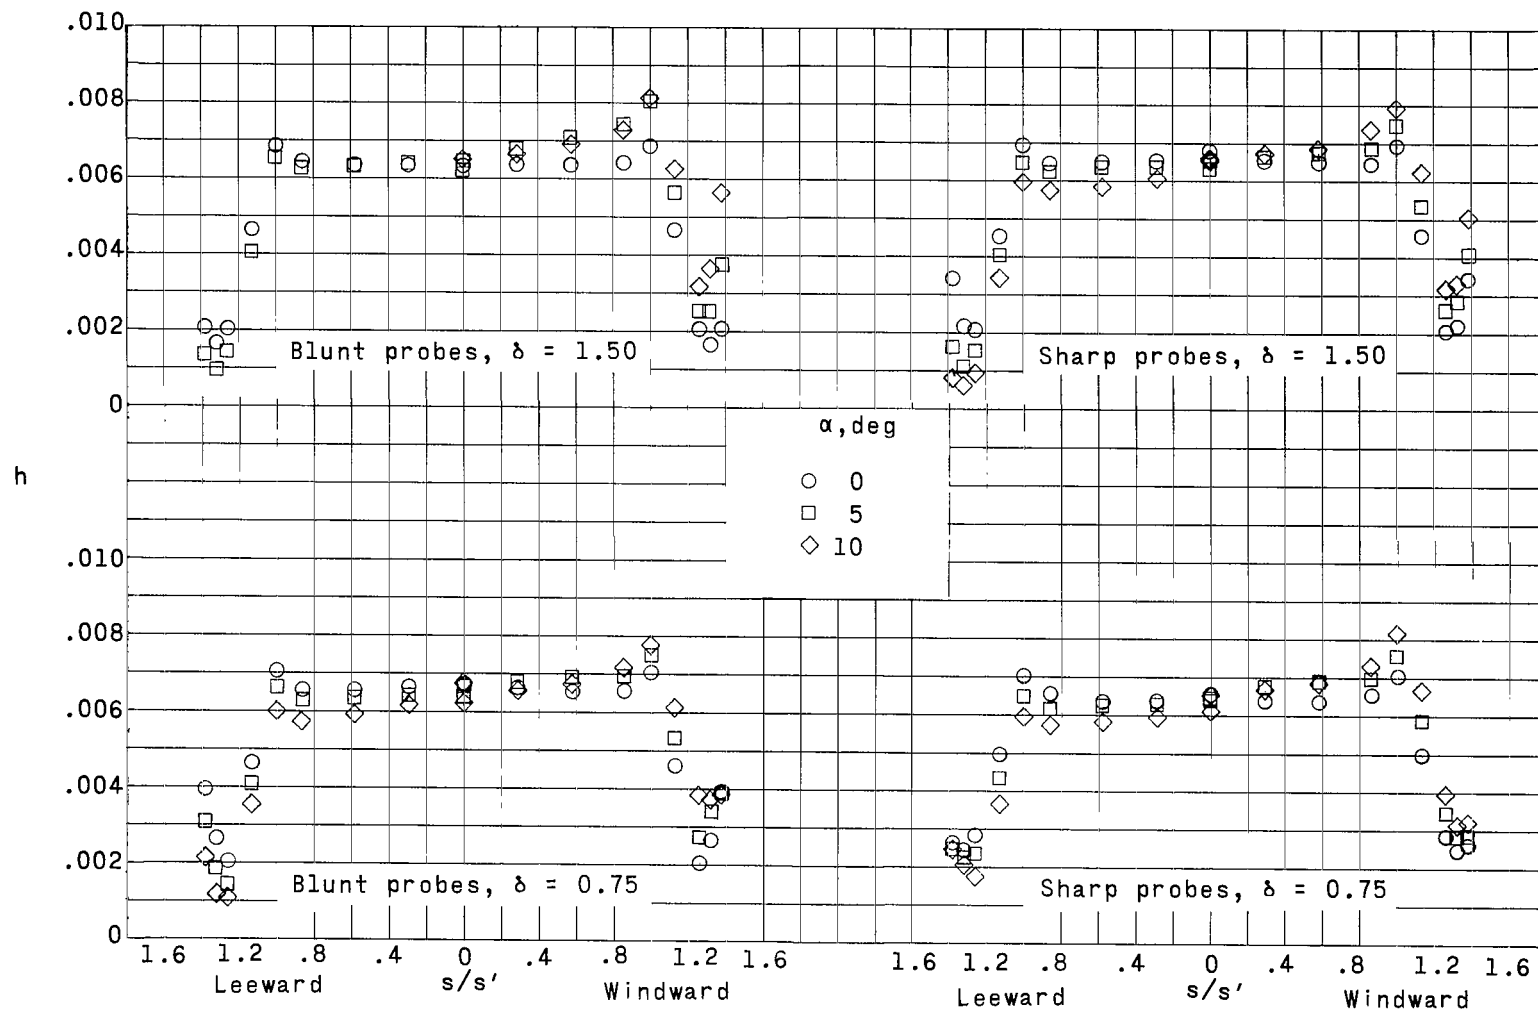 .010
.008
.006
.004
.002
0
Blunt probes, δ = 1.50
Sharp probes, δ = 1.50
h
α,deg
0
5
10
.010
.008
.006
.004
.002
0
Blunt probes, δ = 0.75
Sharp probes, δ = 0.75
1.6 1.2 .8 .4 0 .4 .8 1.2 1.6
Leeward s/s' Windward
1.6 1.2 .8 .4 0 .4 .8 1.2 1.6
Leeward s/s' Windward